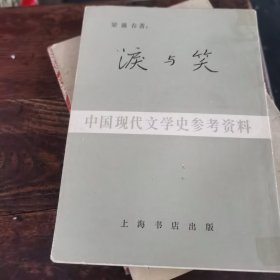 梁遇春著:
淚与笑
中国现代文学史参考资料
上海书店出版